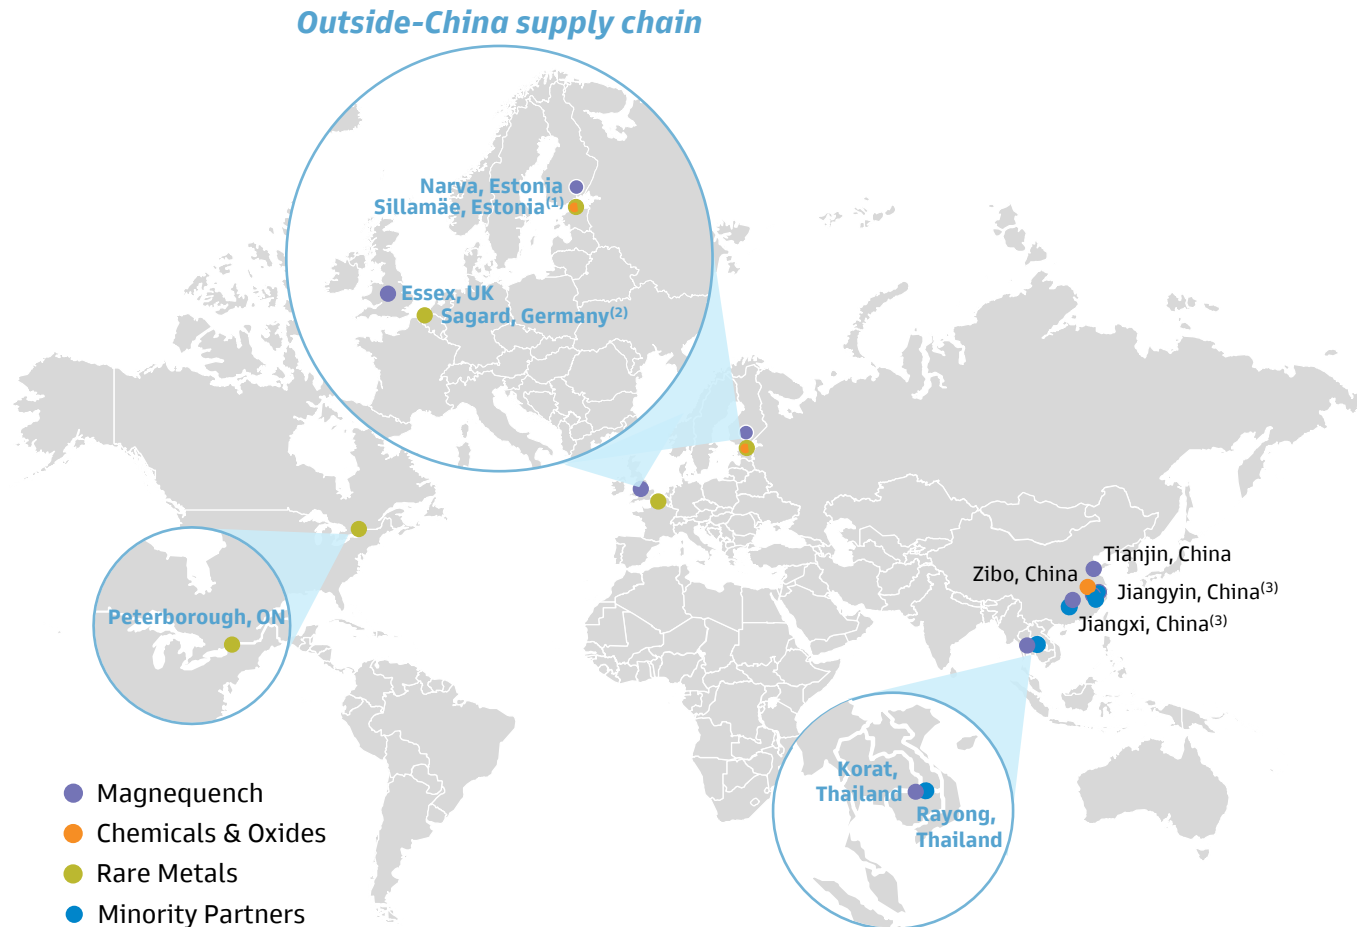 Outside-China supply chain
Narva, Estonia
Sillamäe, Estonia(1)
Essex, UK
Sagard, Germany(2)
Tianjin, China
Zibo, China
Jiangyin, China(3)
Jiangxi, China(3)
Peterborough, ON
Korat,
Thailand
Rayong,
Thailand
Magnequench
Chemicals & Oxides
Rare Metals
Minority Partners